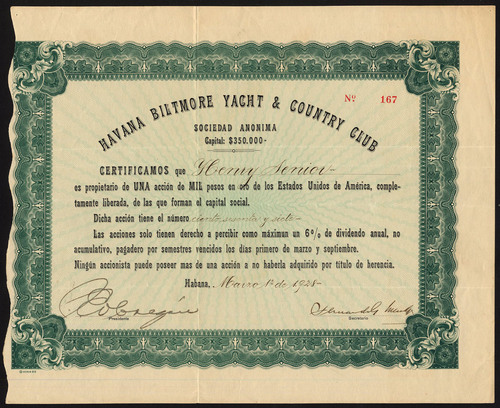 HAVANA BILTMORE YACHT & COUNTRY CLUB
Nº 167
SOCIEDAD ANONIMA
Capital: $350.000-
CERTIFICAMOS que Henry Senior
es propietario de UNA acción de MIL pesos en oro de los Estados Unidos de América, comple-
tamente liberada, de las que forman el capital social.
Dicha acción tiene el número ciento sesenta y siete
Las acciones solo tienen derecho a percibir como máximun un 6% de dividendo anual, no
acumulativo, pagadero por semestres vencidos los días primero de marzo y septiembre.
Ningún accionista puede poseer mas de una acción a no haberla adquirido por título de herencia.
Habana, Marzo 1º de 1928-
Presidente
Secretario